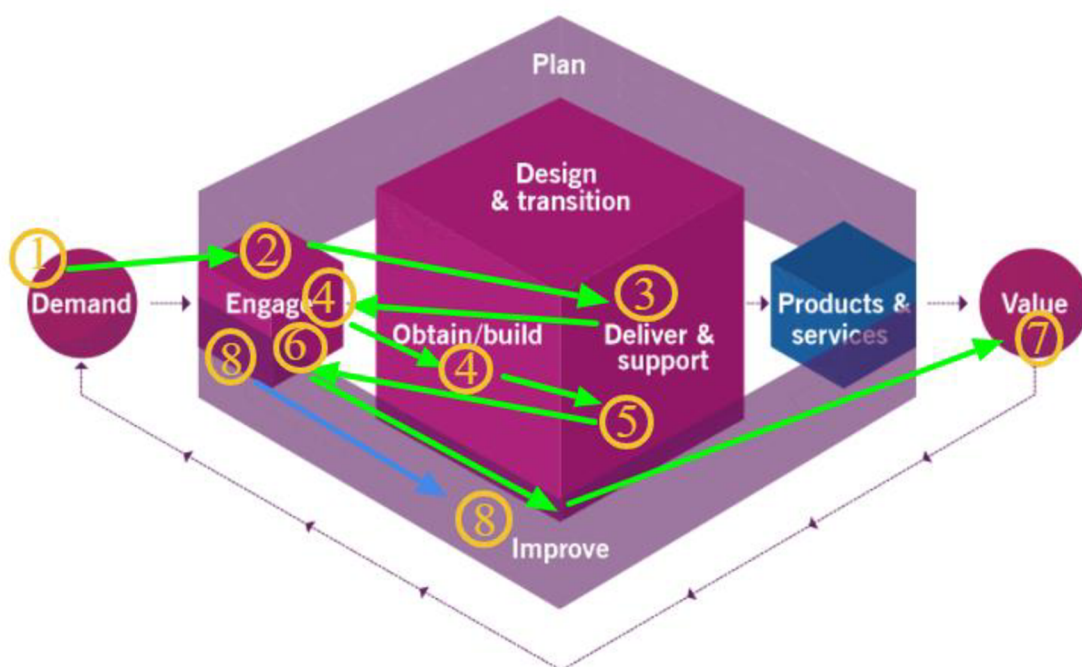 Plan
Design
& transition
1
2
3
Demand
Engage
4
Obtain/build
Deliver &
support
Products &
services
Value
8
6
4
5
7
8
Improve